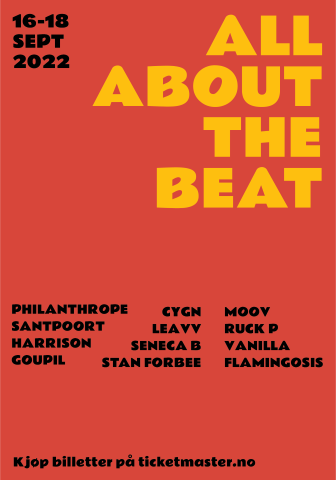 16-18
SEPT
2022
ALL
ABOUT
THE
BEAT
PHILANTHROPE
SANTPOORT
HARRISON
GOUPIL
CYGN
LEAVV
SENECA B
STAN FORBEE
MOOV
RUCK P
VANILLA
FLAMINGOSIS
Kjøp billetter på ticketmaster.no